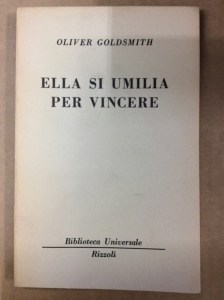 OLIVER GOLDSMITH
ELLA SI UMILIA
PER VINCERE
Biblioteca Universale
Rizzoli